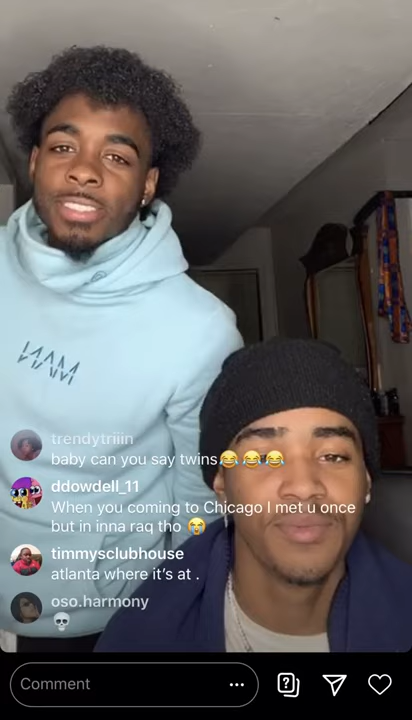 trendytriiin
baby can you say twins😂😂😂
ddowdell_11
When you coming to Chicago I met u once
but in inna raq tho 😭
timmysclubhouse
atlanta where it's at .
oso.harmony
💀
Comment